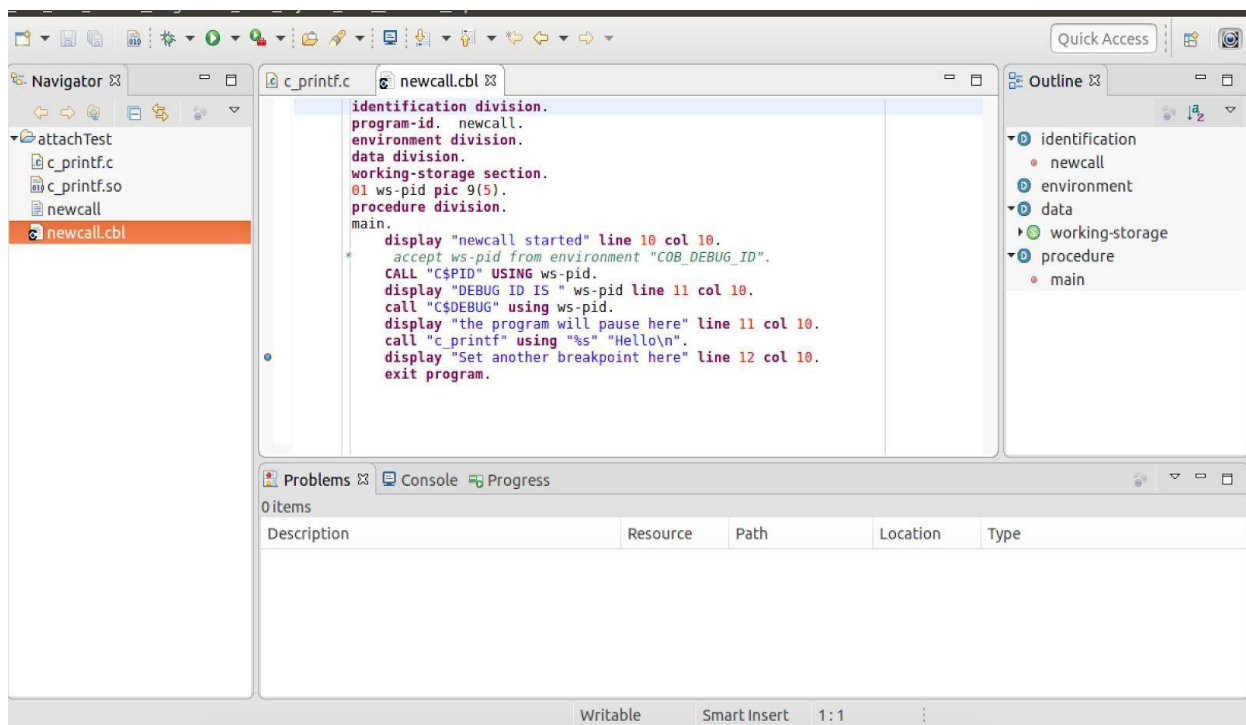 Quick Access
Navigator
c_printf.c
newcall.cbl
Outline
attachTest
c_printf.c
c_printf.so
newcall
newcall.cbl
identification division.
program-id. newcall.
environment division.
data division.
working-storage section.
01 ws-pid pic 9(5).
procedure division.
main.
display "newcall started" line 10 col 10.
* accept ws-pid from environment "COB_DEBUG_ID".
CALL "C$PID" USING ws-pid.
display "DEBUG ID IS " ws-pid line 11 col 10.
call "C$DEBUG" using ws-pid.
display "the program will pause here" line 11 col 10.
call "c_printf" using "%s" "Hello\n".
display "Set another breakpoint here" line 12 col 10.
exit program.
identification
newcall
environment
data
working-storage
procedure
main
Problems Console Progress
0 items
Description Resource Path Location Type
Writable Smart Insert 1 : 1